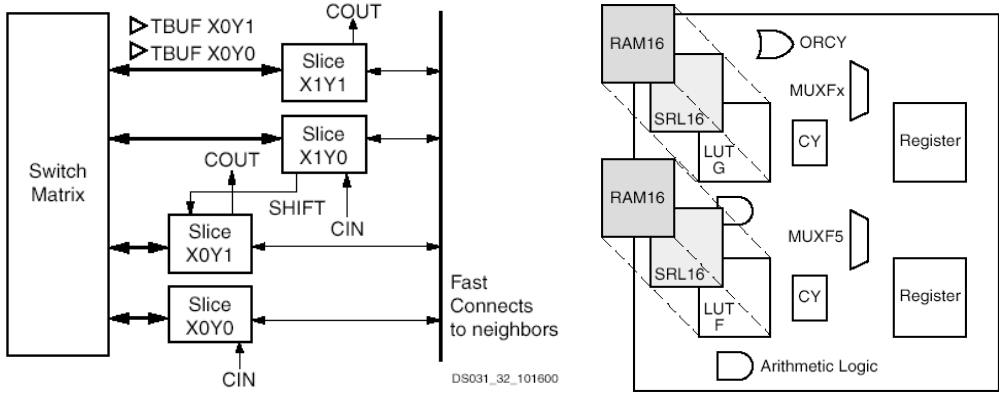 COUT
TBUF X0Y1
TBUF X0Y0
Slice
X1Y1
Slice
X1Y0
Switch
Matrix
COUT
SHIFT
CIN
Slice
X0Y1
Slice
X0Y0
Fast
Connects
to neighbors
CIN
DS031_32_101600
RAM16
ORCY
MUXFx
SRL16
CY
Register
LUT
G
RAM16
MUXF5
SRL16
CY
Register
LUT
F
Arithmetic Logic